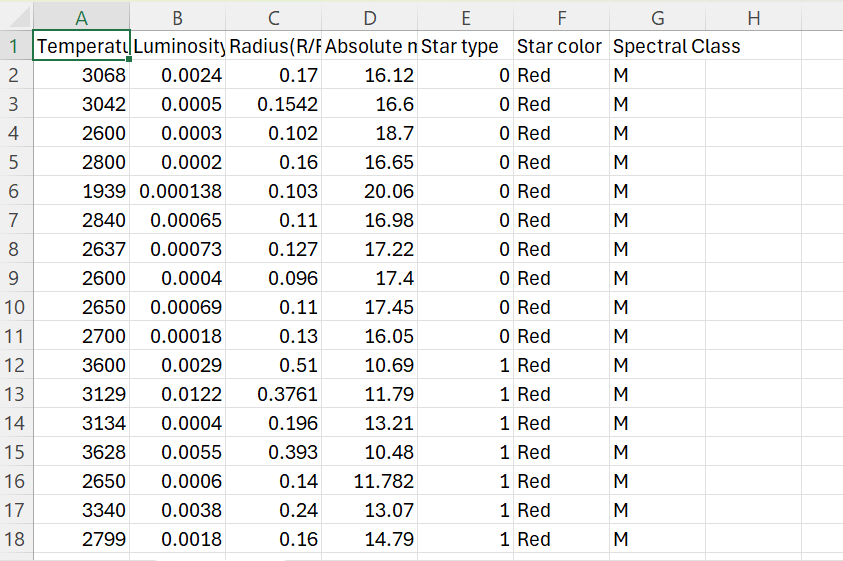 A B C D E F G H
1 Temperatu Luminosity Radius(R/R Absolute n Star type Star color Spectral Class
2 3068 0.0024 0.17 16.12 0 Red M
3 3042 0.0005 0.1542 16.6 0 Red M
4 2600 0.0003 0.102 18.7 0 Red M
5 2800 0.0002 0.16 16.65 0 Red M
6 1939 0.000138 0.103 20.06 0 Red M
7 2840 0.00065 0.11 16.98 0 Red M
8 2637 0.00073 0.127 17.22 0 Red M
9 2600 0.0004 0.096 17.4 0 Red M
10 2650 0.00069 0.11 17.45 0 Red M
11 2700 0.00018 0.13 16.05 0 Red M
12 3600 0.0029 0.51 10.69 1 Red M
13 3129 0.0122 0.3761 11.79 1 Red M
14 3134 0.0004 0.196 13.21 1 Red M
15 3628 0.0055 0.393 10.48 1 Red M
16 2650 0.0006 0.14 11.782 1 Red M
17 3340 0.0038 0.24 13.07 1 Red M
18 2799 0.0018 0.16 14.79 1 Red M